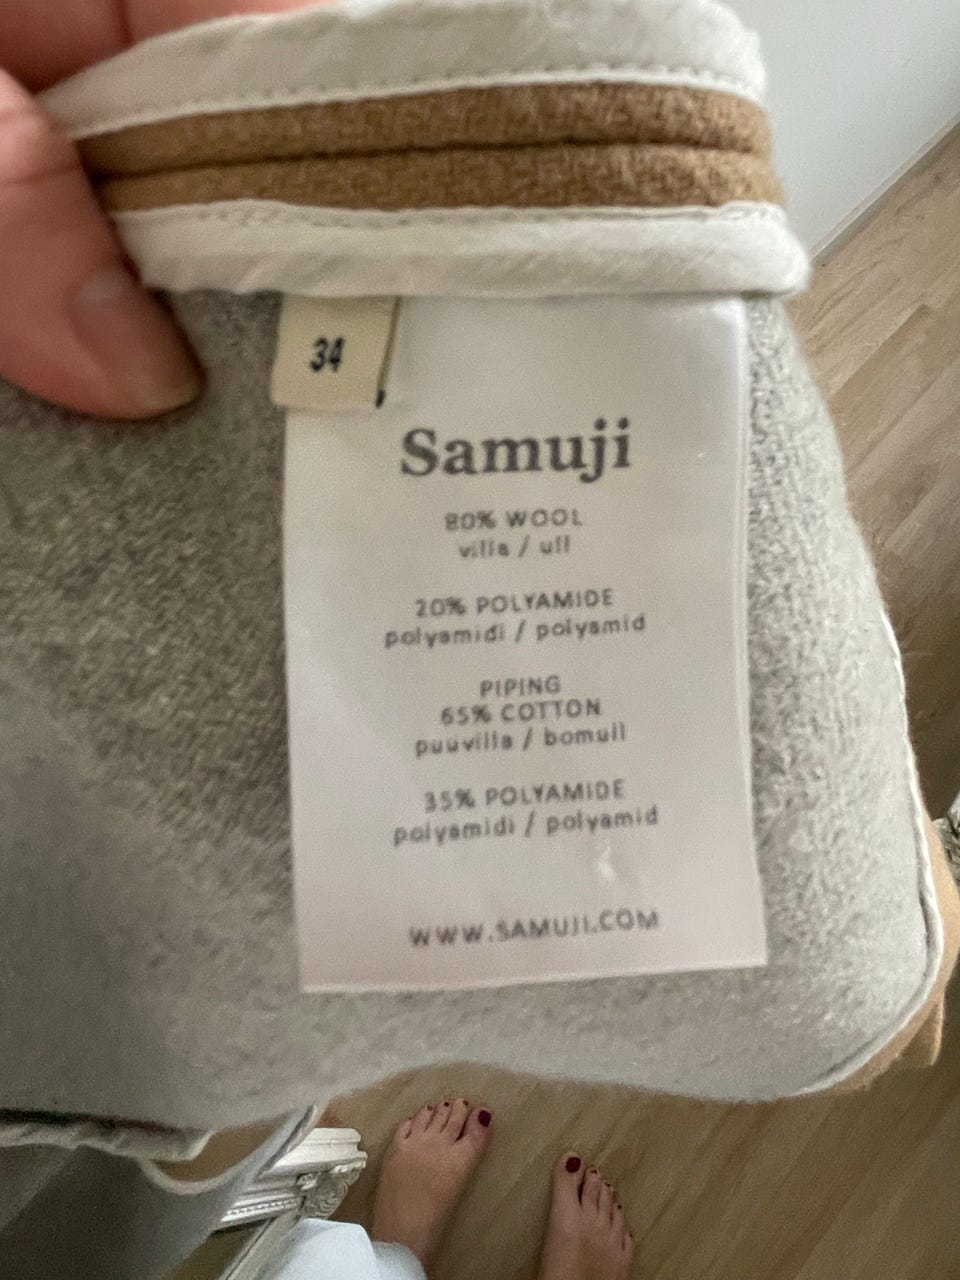 34
Samuji
80% WOOL
villa / ull
20% POLYAMIDE
polyamidi / polyamid
PIPING
65% COTTON
puuvilla / bomull
35% POLYAMIDE
polyamidi / polyamid
WWW.SAMUJI.COM